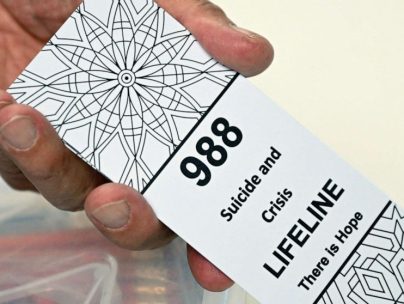 988
Suicide and
Crisis
LIFELINE
There is Hope